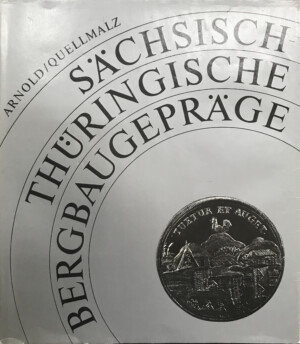 ARNOLD/QUELLMALZ
SÄCHSISCH
THÜRINGISCHE
BERGBAUGEPRÄGE
TUETUR ET AUGET